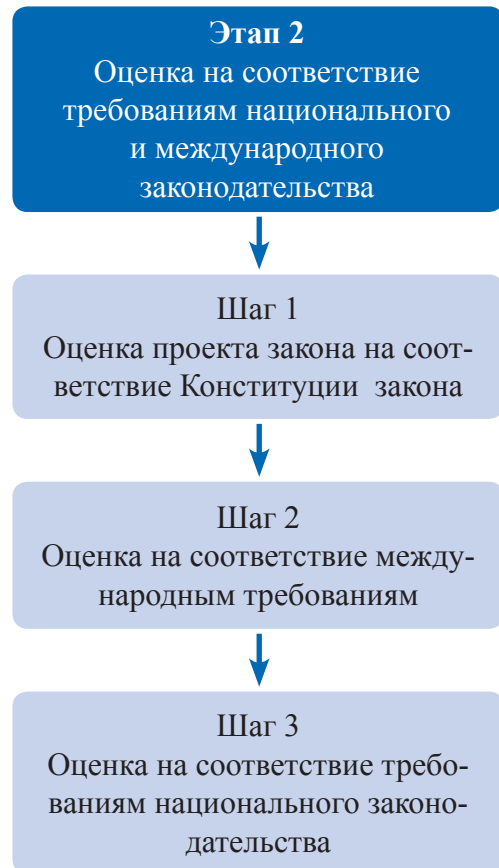 Этап 2
Оценка на соответствие
требованиям национального
и международного
законодательства
Шаг 1
Оценка проекта закона на соот-
ветствие Конституции закона
Шаг 2
Оценка на соответствие между-
народным требованиям
Шаг 3
Оценка на соответствие требо-
ваниям национального законо-
дательства